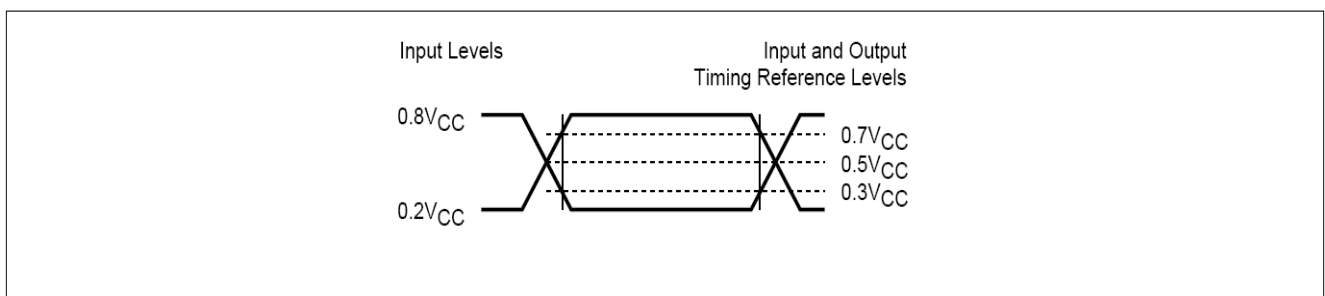 Input Levels
Input and Output
Timing Reference Levels
0.8VCC
0.7VCC
0.5VCC
0.3VCC
0.2VCC